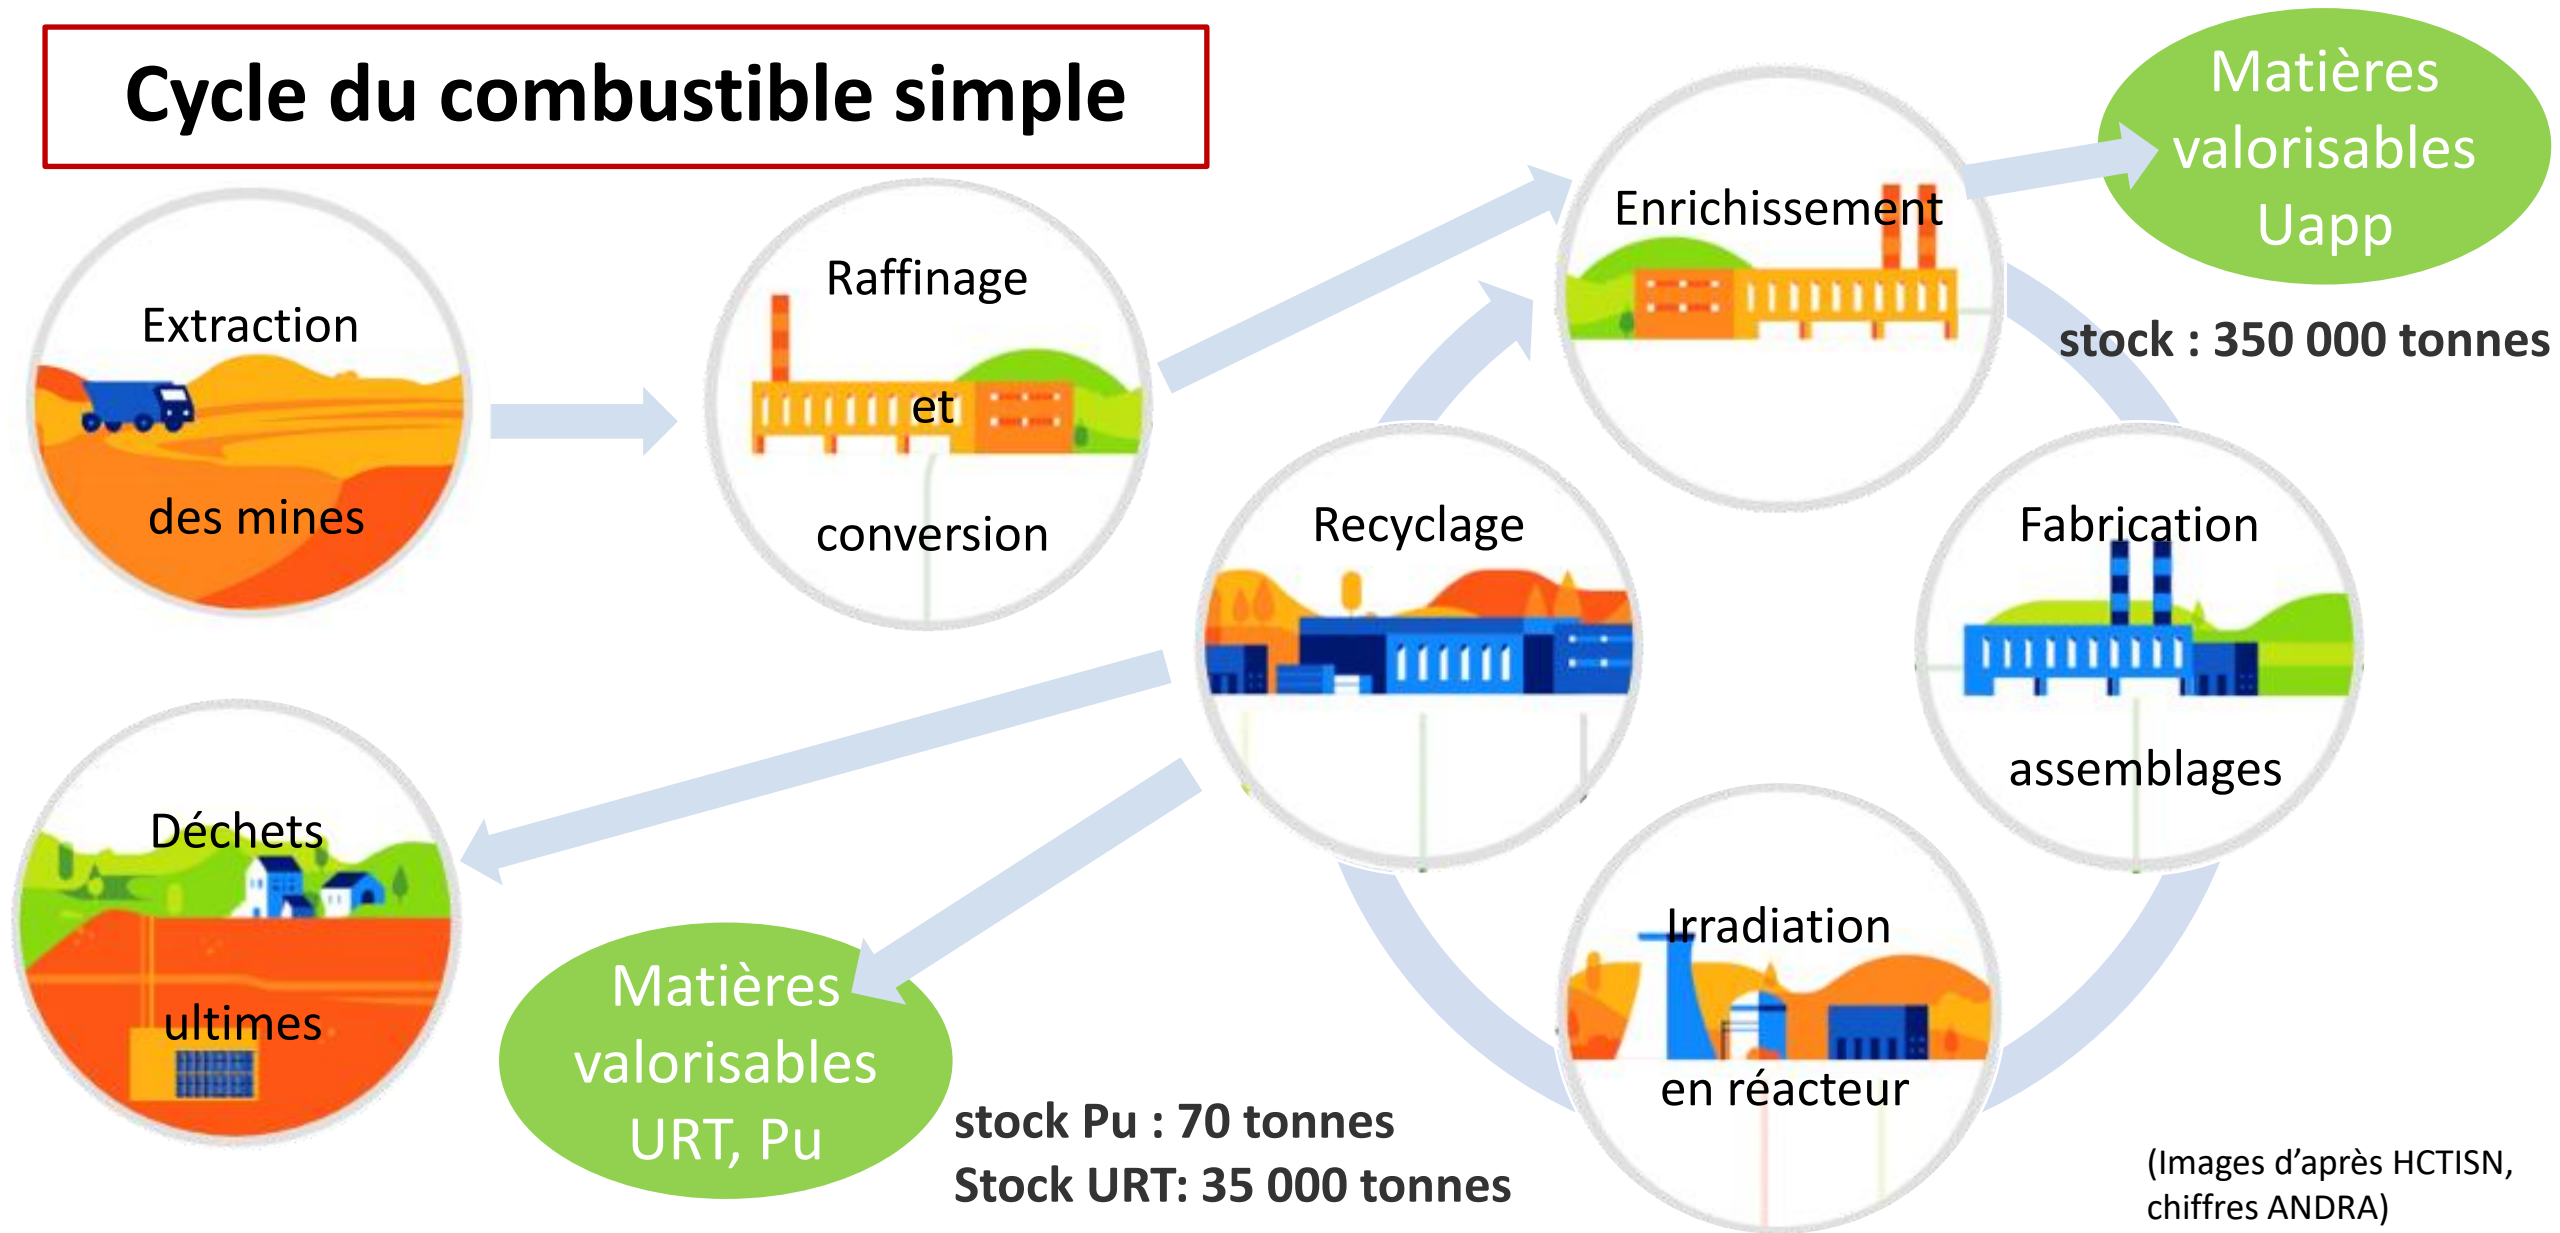 Cycle du combustible simple
Extraction
des mines
Raffinage
et
conversion
Enrichissement
Matières
valorisables
Uapp
stock : 350 000 tonnes
Recyclage
Fabrication
assemblages
Irradiation
en réacteur
Déchets
ultimes
Matières
valorisables
URT, Pu
stock Pu : 70 tonnes
Stock URT: 35 000 tonnes
(Images d’après HCTISN,
chiffres ANDRA)